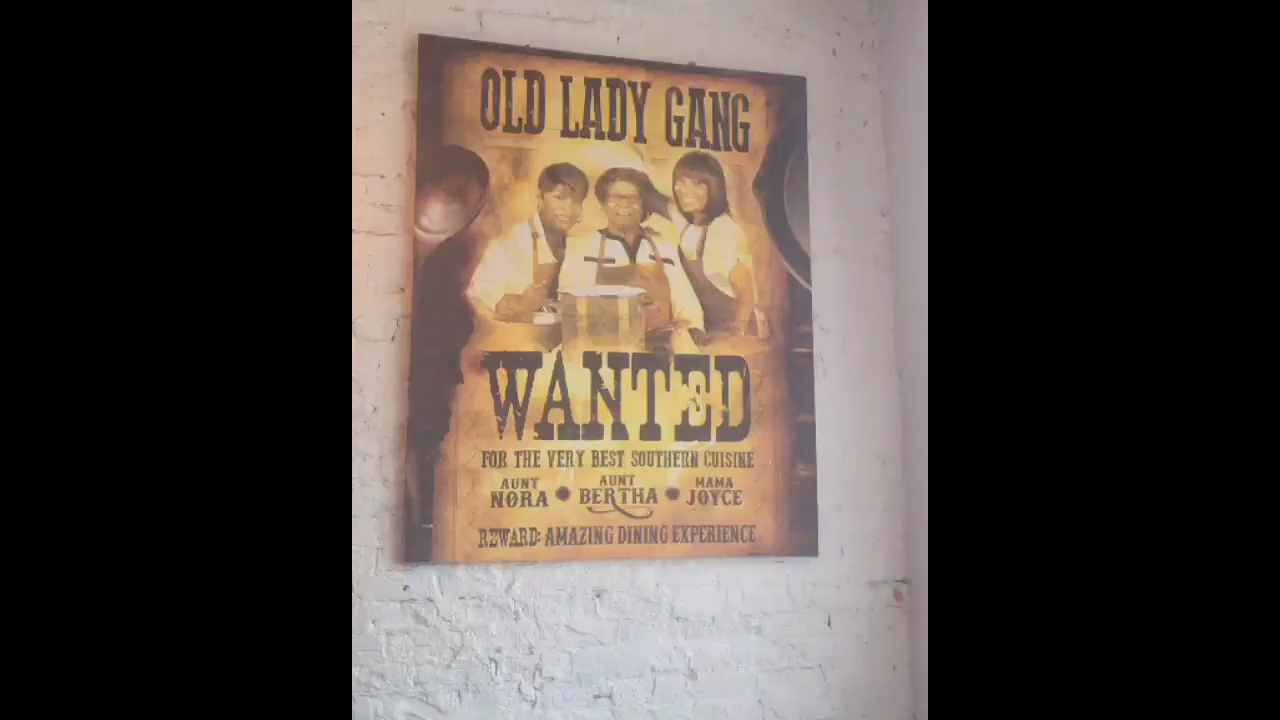 OLD LADY GANG
WANTED
FOR THE VERY BEST SOUTHERN CUISINE
AUNT NORA • AUNT BERTHA • MAMA JOYCE
REWARD: AMAZING DINING EXPERIENCE